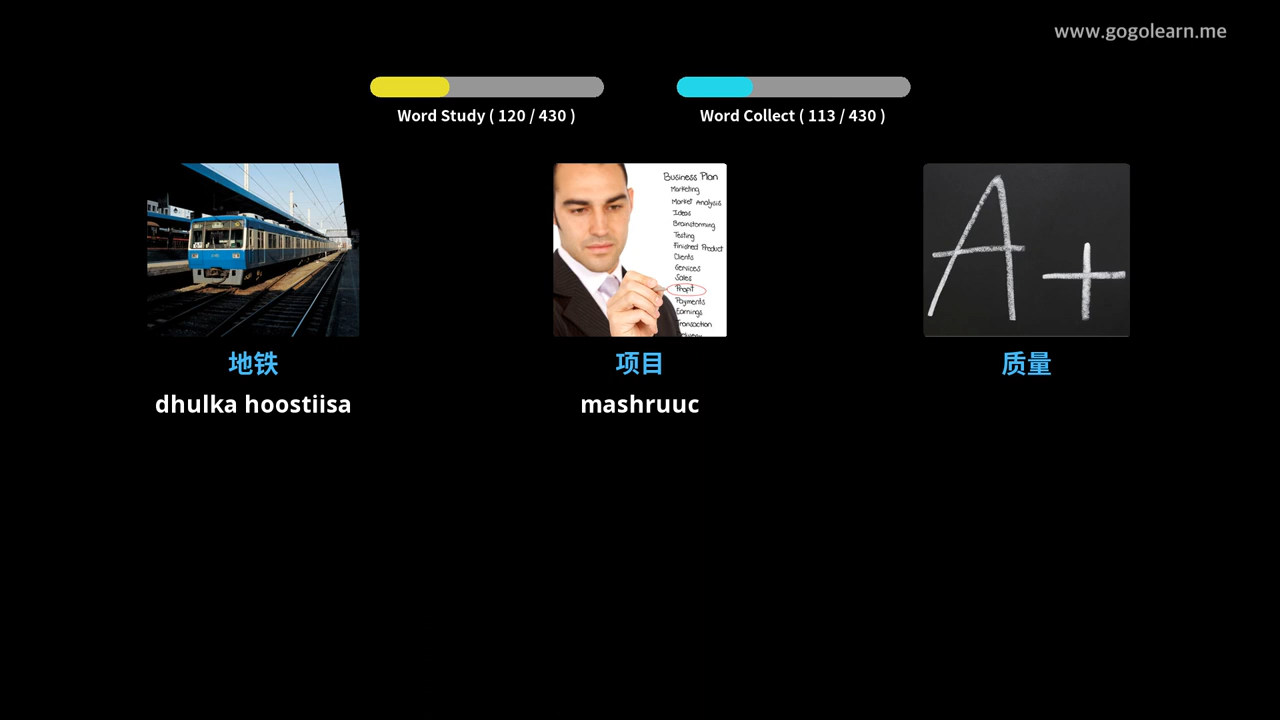 www.gogolearn.me
Word Study ( 120 / 430 )
Word Collect ( 113 / 430 )
Business Plan
Marketing
Market Analysis
Ideas
Brainstorming
Testing
Finished Product
Clients
Services
Sales
Profit
Payments
Earnings
Transaction
A+
地铁
项目
质量
dhulka hoostiisa
mashruuc